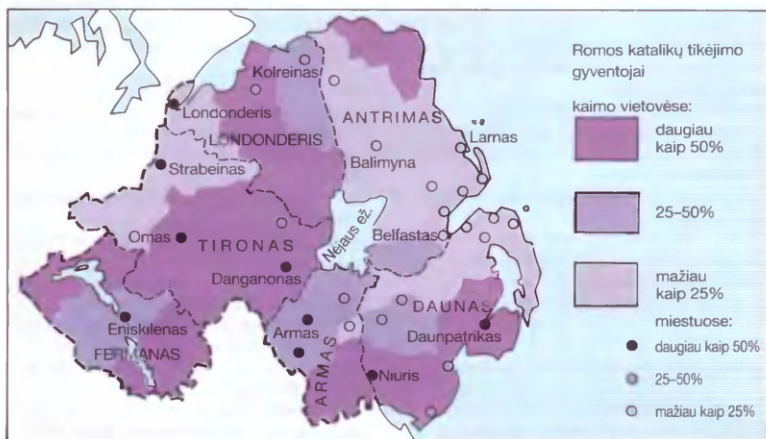 Kolreinas
Londonderis
LONDONDERIS
ANTRIMAS
Larnas
Balimyna
Strabeinas
Omas
TIRONAS
Nėjaus ež.
Belfastas
Danganonas
Eniskilenas
FERMANAS
Armas
ARMAS
DAUNAS
Daunpatrikas
Niuris
Romos katalikų tikėjimo
gyventojai
kaimo vietovėse:
daugiau
kaip 50%
25–50%
mažiau
kaip 25%
miestuose:
daugiau kaip 50%
25–50%
mažiau kaip 25%